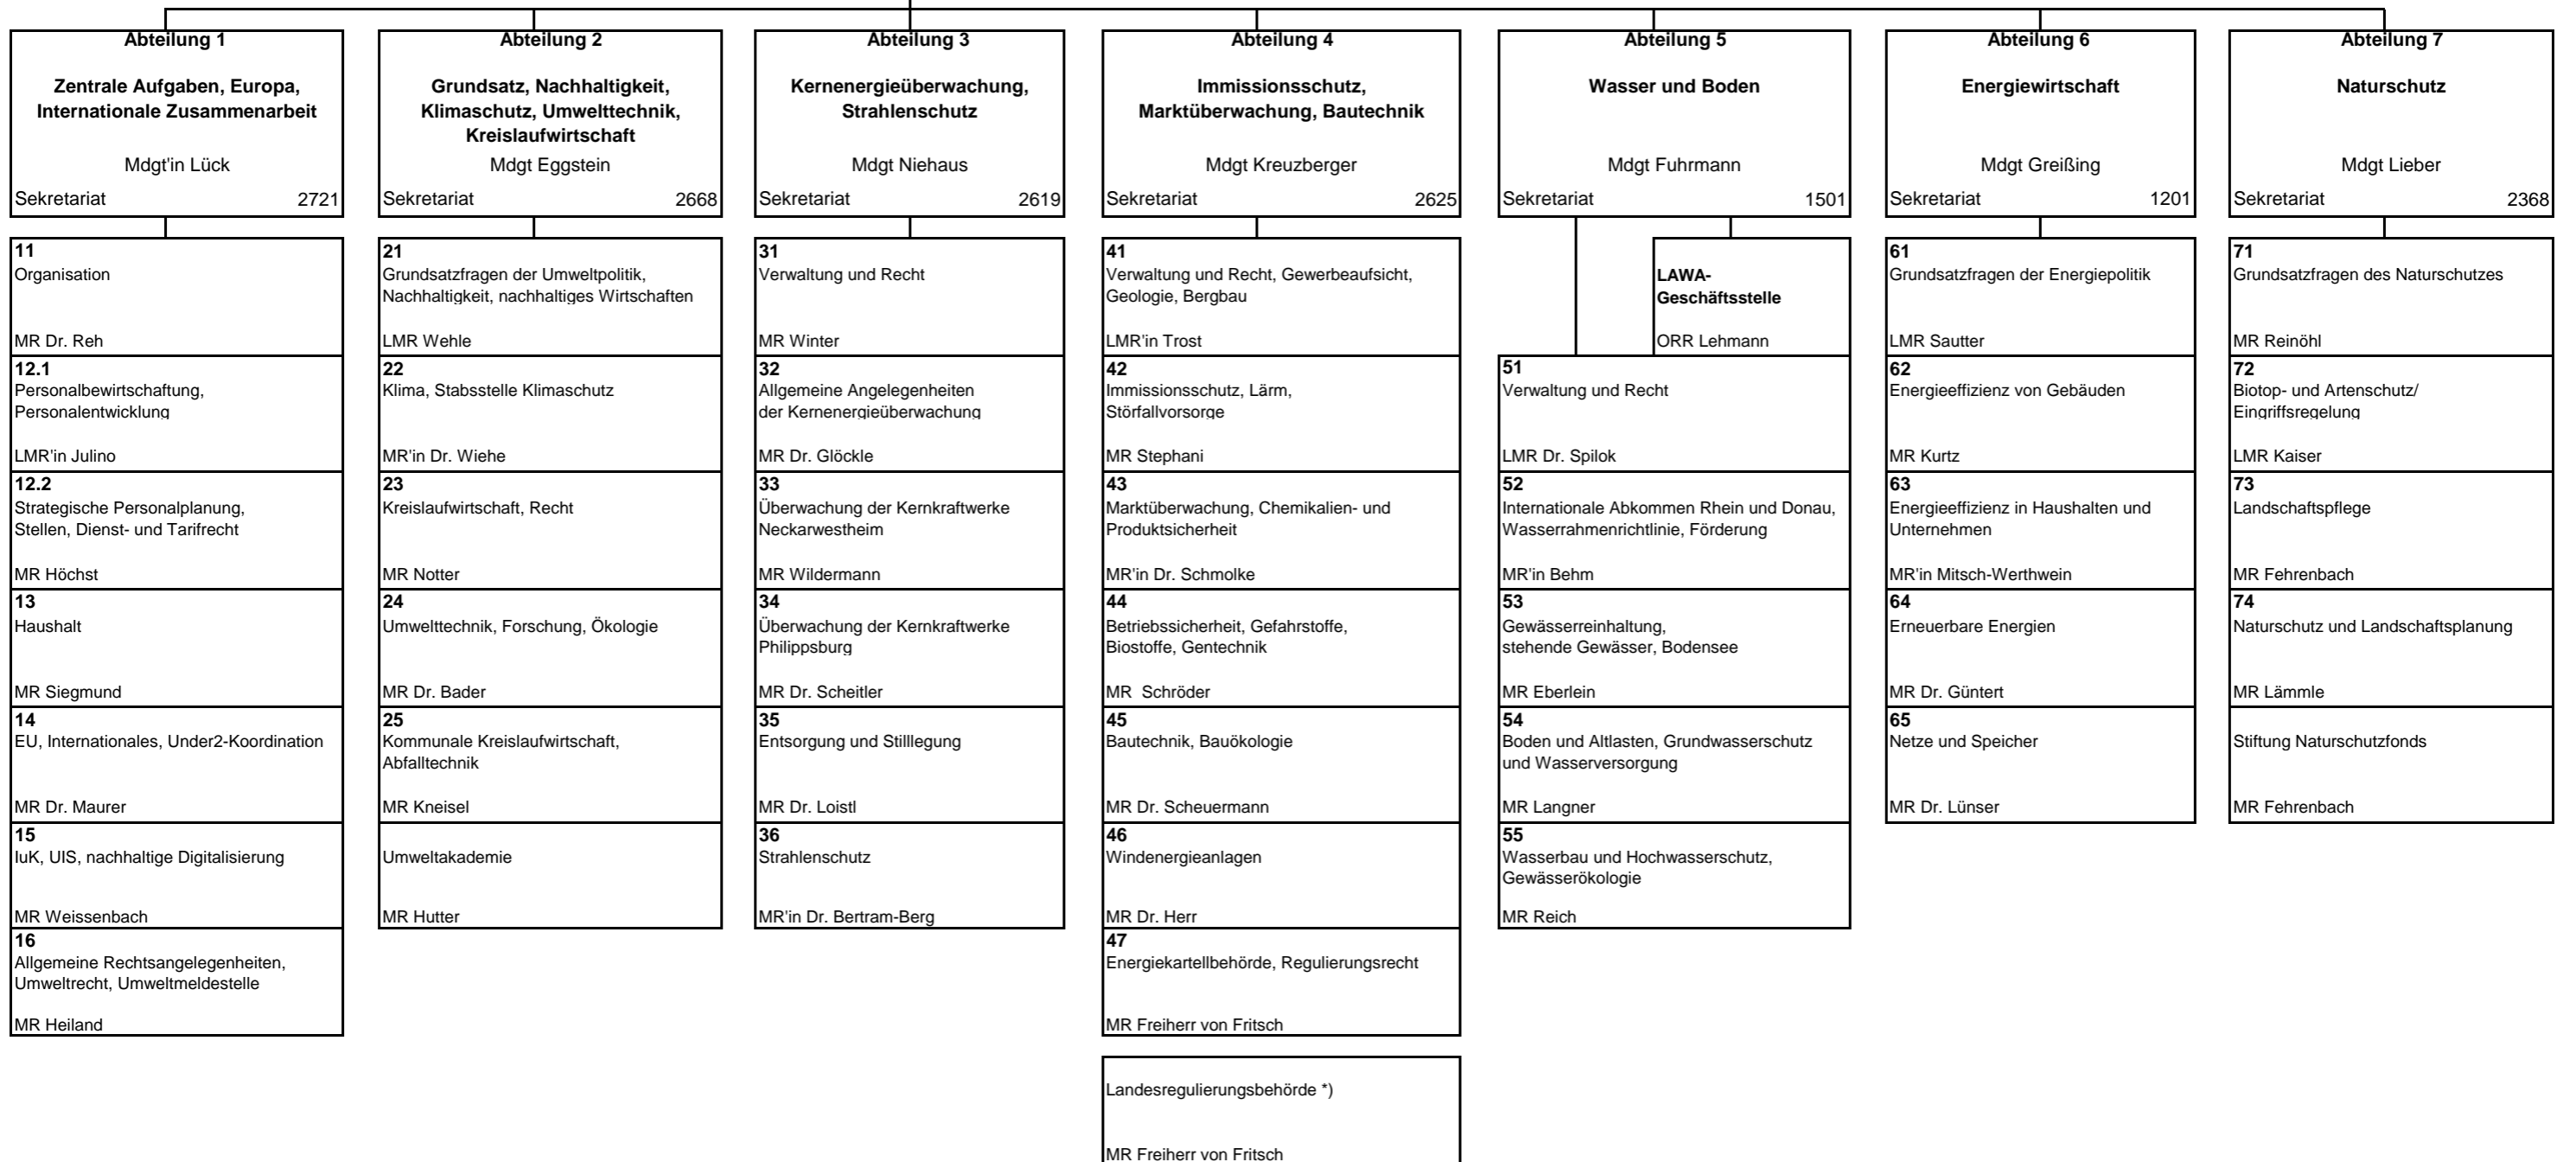 Abteilung 1
Zentrale Aufgaben, Europa,
Internationale Zusammenarbeit
Mdgt'in Lück
Sekretariat 2721
11
Organisation
MR Dr. Reh
12.1
Personalbewirtschaftung,
Personalentwicklung
LMR'in Julino
12.2
Strategische Personalplanung,
Stellen, Dienst- und Tarifrecht
MR Höchst
13
Haushalt
MR Siegmund
14
EU, Internationales, Under2-Koordination
MR Dr. Maurer
15
IuK, UIS, nachhaltige Digitalisierung
MR Weissenbach
16
Allgemeine Rechtsangelegenheiten,
Umweltrecht, Umweltmeldestelle
MR Heiland
Abteilung 2
Grundsatz, Nachhaltigkeit,
Klimaschutz, Umwelttechnik,
Kreislaufwirtschaft
Mdgt Eggstein
Sekretariat 2668
21
Grundsatzfragen der Umweltpolitik,
Nachhaltigkeit, nachhaltiges Wirtschaften
LMR Wehle
22
Klima, Stabsstelle Klimaschutz
MR'in Dr. Wiehe
23
Kreislaufwirtschaft, Recht
MR Notter
24
Umwelttechnik, Forschung, Ökologie
MR Dr. Bader
25
Kommunale Kreislaufwirtschaft,
Abfalltechnik
MR Kneisel
Umweltakademie
MR Hutter
Abteilung 3
Kernenergieüberwachung,
Strahlenschutz
Mdgt Niehaus
Sekretariat 2619
31
Verwaltung und Recht
MR Winter
32
Allgemeine Angelegenheiten
der Kernenergieüberwachung
MR Dr. Glöckle
33
Überwachung der Kernkraftwerke
Neckarwestheim
MR Wildermann
34
Überwachung der Kernkraftwerke
Philippsburg
MR Dr. Scheitler
35
Entsorgung und Stilllegung
MR Dr. Loistl
36
Strahlenschutz
MR'in Dr. Bertram-Berg
Abteilung 4
Immissionsschutz,
Marktüberwachung, Bautechnik
Mdgt Kreuzberger
Sekretariat 2625
41
Verwaltung und Recht, Gewerbeaufsicht,
Geologie, Bergbau
LMR'in Trost
42
Immissionsschutz, Lärm,
Störfallvorsorge
MR Stephani
43
Marktüberwachung, Chemikalien- und
Produktsicherheit
MR'in Dr. Schmolke
44
Betriebssicherheit, Gefahrstoffe,
Biostoffe, Gentechnik
MR Schröder
45
Bautechnik, Bauökologie
MR Dr. Scheuermann
46
Windenergieanlagen
MR Dr. Herr
47
Energiekartellbehörde, Regulierungsrecht
MR Freiherr von Fritsch
Landesregulierungsbehörde *)
MR Freiherr von Fritsch
Abteilung 5
Wasser und Boden
Mdgt Fuhrmann
Sekretariat 1501
LAWA-
Geschäftsstelle
ORR Lehmann
51
Verwaltung und Recht
LMR Dr. Spilok
52
Internationale Abkommen Rhein und Donau,
Wasserrahmenrichtlinie, Förderung
MR'in Behm
53
Gewässerreinhaltung,
stehende Gewässer, Bodensee
MR Eberlein
54
Boden und Altlasten, Grundwasserschutz
und Wasserversorgung
MR Langner
55
Wasserbau und Hochwasserschutz,
Gewässerökologie
MR Reich
Abteilung 6
Energiewirtschaft
Mdgt Greißing
Sekretariat 1201
61
Grundsatzfragen der Energiepolitik
LMR Sautter
62
Energieeffizienz von Gebäuden
MR Kurtz
63
Energieeffizienz in Haushalten und
Unternehmen
MR'in Mitsch-Werthwein
64
Erneuerbare Energien
MR Dr. Güntert
65
Netze und Speicher
MR Dr. Lünser
Abteilung 7
Naturschutz
Mdgt Lieber
Sekretariat 2368
71
Grundsatzfragen des Naturschutzes
MR Reinöhl
72
Biotop- und Artenschutz/
Eingriffsregelung
LMR Kaiser
73
Landschaftspflege
MR Fehrenbach
74
Naturschutz und Landschaftsplanung
MR Lämmle
Stiftung Naturschutzfonds
MR Fehrenbach